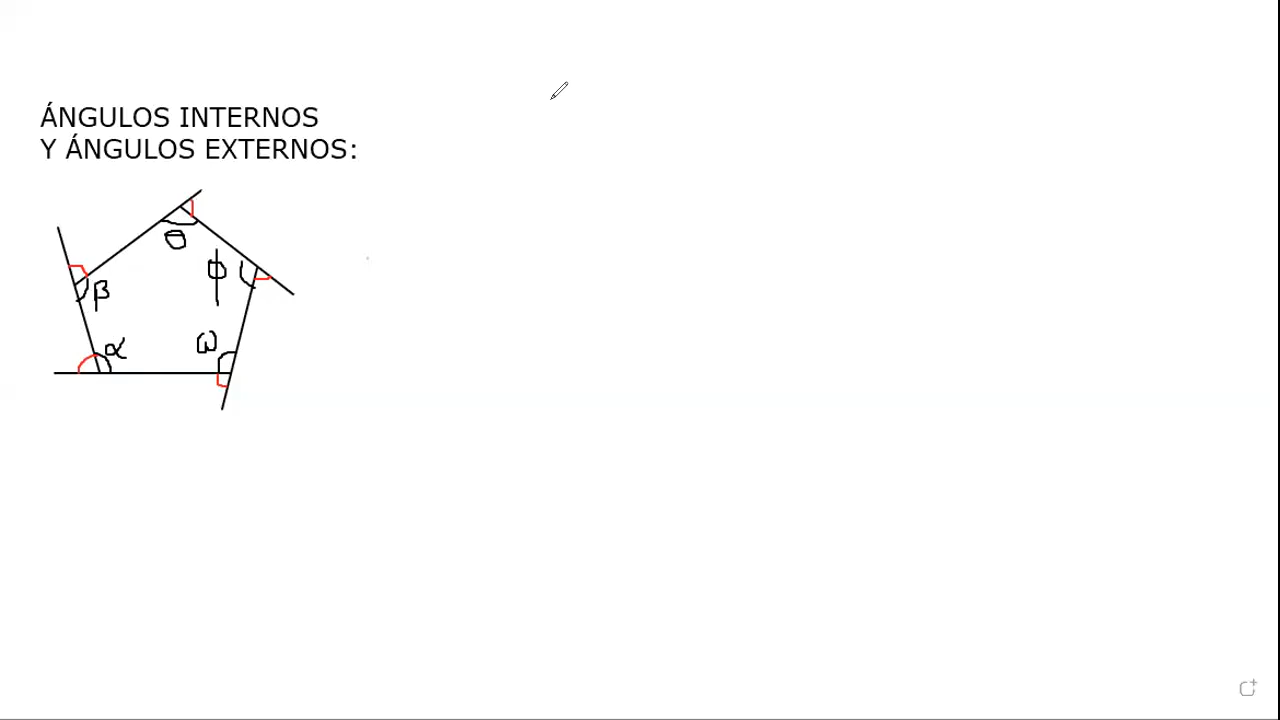 ÁNGULOS INTERNOS
Y ÁNGULOS EXTERNOS:
θ
ϕ
β
ω
α